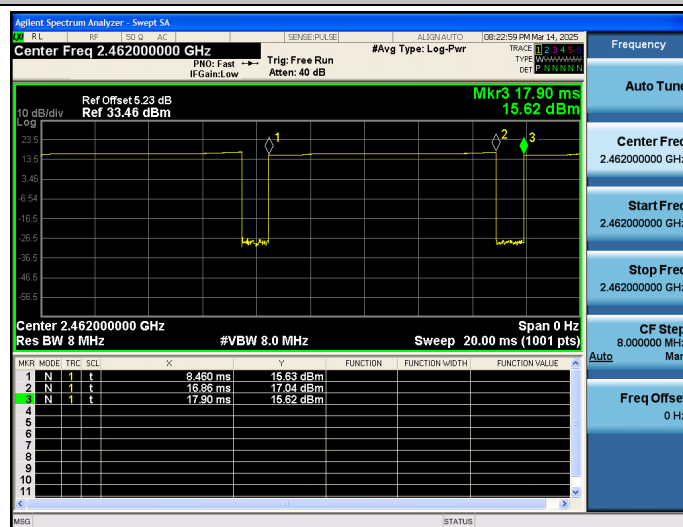 Agilent Spectrum Analyzer - Swept SA
LXI RL RF 50 Ω AC SENSE:PULSE ALIGN AUTO 08:22:59 PM Mar 14, 2025
Center Freq 2.462000000 GHz #Avg Type: Log-Pwr TRACE 1 2 3 4 5 6
PNO: Fast Trig: Free Run TYPE
IFGain:Low Atten: 40 dB DET P N N N N N
Mkr3 17.90 ms
15.62 dBm
Ref Offset 5.23 dB
10 dB/div Ref 33.46 dBm
Log
23.5
13.5
3.46
-6.54
-16.5
-26.5
-36.5
-46.5
-56.5
1
2
3
Center 2.462000000 GHz Span 0 Hz
Res BW 8 MHz #VBW 8.0 MHz Sweep 20.00 ms (1001 pts)
MKR MODE TRC SCL X Y FUNCTION FUNCTION WIDTH FUNCTION VALUE
1 N 1 t 8.460 ms 15.63 dBm
2 N 1 t 16.86 ms 17.04 dBm
3 N 1 t 17.90 ms 15.62 dBm
4
5
6
7
8
9
10
11
MSG STATUS
Frequency
Auto Tune
Center Freq
2.462000000 GHz
Start Freq
2.462000000 GHz
Stop Freq
2.462000000 GHz
CF Step
8.000000 MHz
Auto Man
Freq Offset
0 Hz